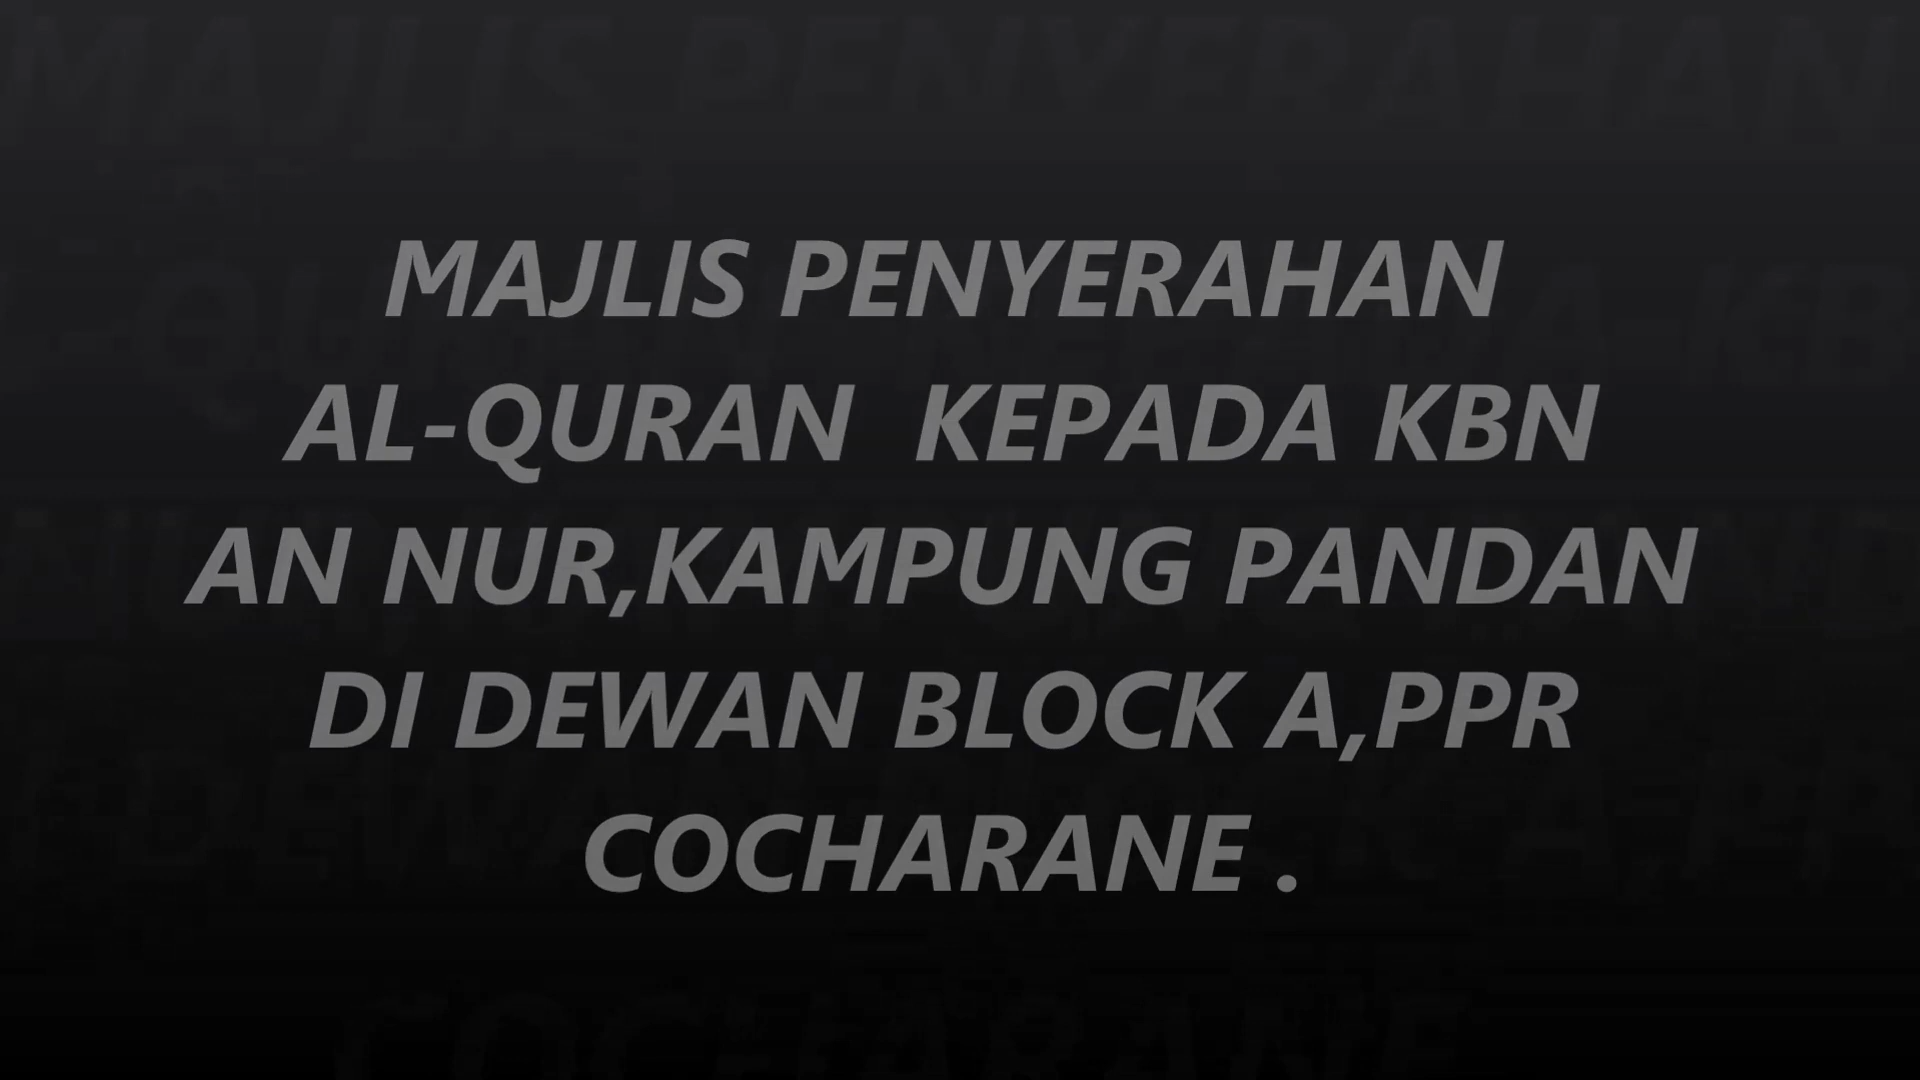 MAJLIS PENYERAHAN
AL-QURAN  KEPADA KBN
AN NUR,KAMPUNG PANDAN
DI DEWAN BLOCK A,PPR
COCHARANE .